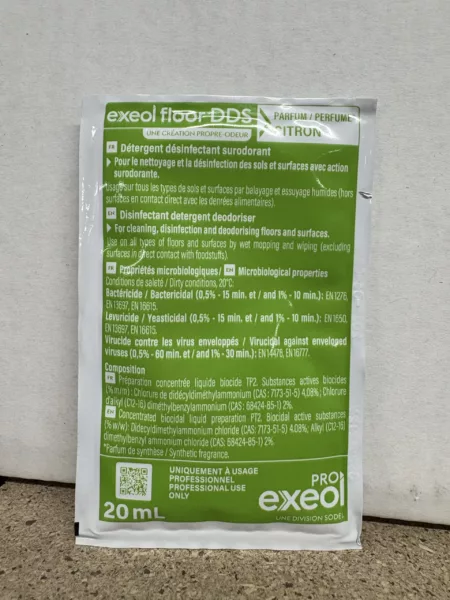 exeol floor DDS
UNE CRÉATION PROPRE-ODEUR
PARFUM / PERFUME
CITRON
FR Détergent désinfectant surodorant
Pour le nettoyage et la désinfection des sols et surfaces avec action
surodorante.
Usage sur tous les types de sols et surfaces par balayage et essuyage humides (hors
surfaces en contact direct avec les denrées alimentaires).
EN Disinfectant detergent deodoriser
For cleaning, disinfection and deodorising floors and surfaces.
Use on all types of floors and surfaces by wet mopping and wiping (excluding
surfaces in direct contact with foodstuffs).
FR Propriétés microbiologiques / EN Microbiological properties
Conditions de saleté / Dirty conditions, 20°C:
Bactéricide / Bactericidal (0,5% - 15 min. et / and 1% - 10 min.): EN 1276,
EN 13697, EN 16615.
Levuricide / Yeasticidal (0,5% - 15 min. et / and 1% - 10 min.): EN 1650,
EN 13697, EN 16615.
Virucide contre les virus enveloppés / Virucidal against enveloped
viruses (0,5% - 60 min. et and 1% - 30 min.): EN 14476, EN 16777.
Composition
FR Préparation concentrée liquide biocide TP2. Substances actives biocides
(% m/m) : Chlorure de didécyldiméthylammonium (CAS : 7173-51-5) 4,08%; Chlorure
d'alkyl (C12-16) diméthylbenzylammonium (CAS : 68424-85-1) 2%.
EN Concentrated biocidal liquid preparation PT2. Biocidal active substances
(% w/w): Didecyldimethylammonium chloride (CAS: 7173-51-5) 4.08%, Alkyl (C12-16)
dimethylbenzyl ammonium chloride (CAS: 68424-85-1) 2%.
*Parfum de synthèse / Synthetic fragrance.
UNIQUEMENT À USAGE
PROFESSIONNEL
PROFESSIONAL USE
ONLY
20 mL
PRO
exeol
UNE DIVISION SODEL